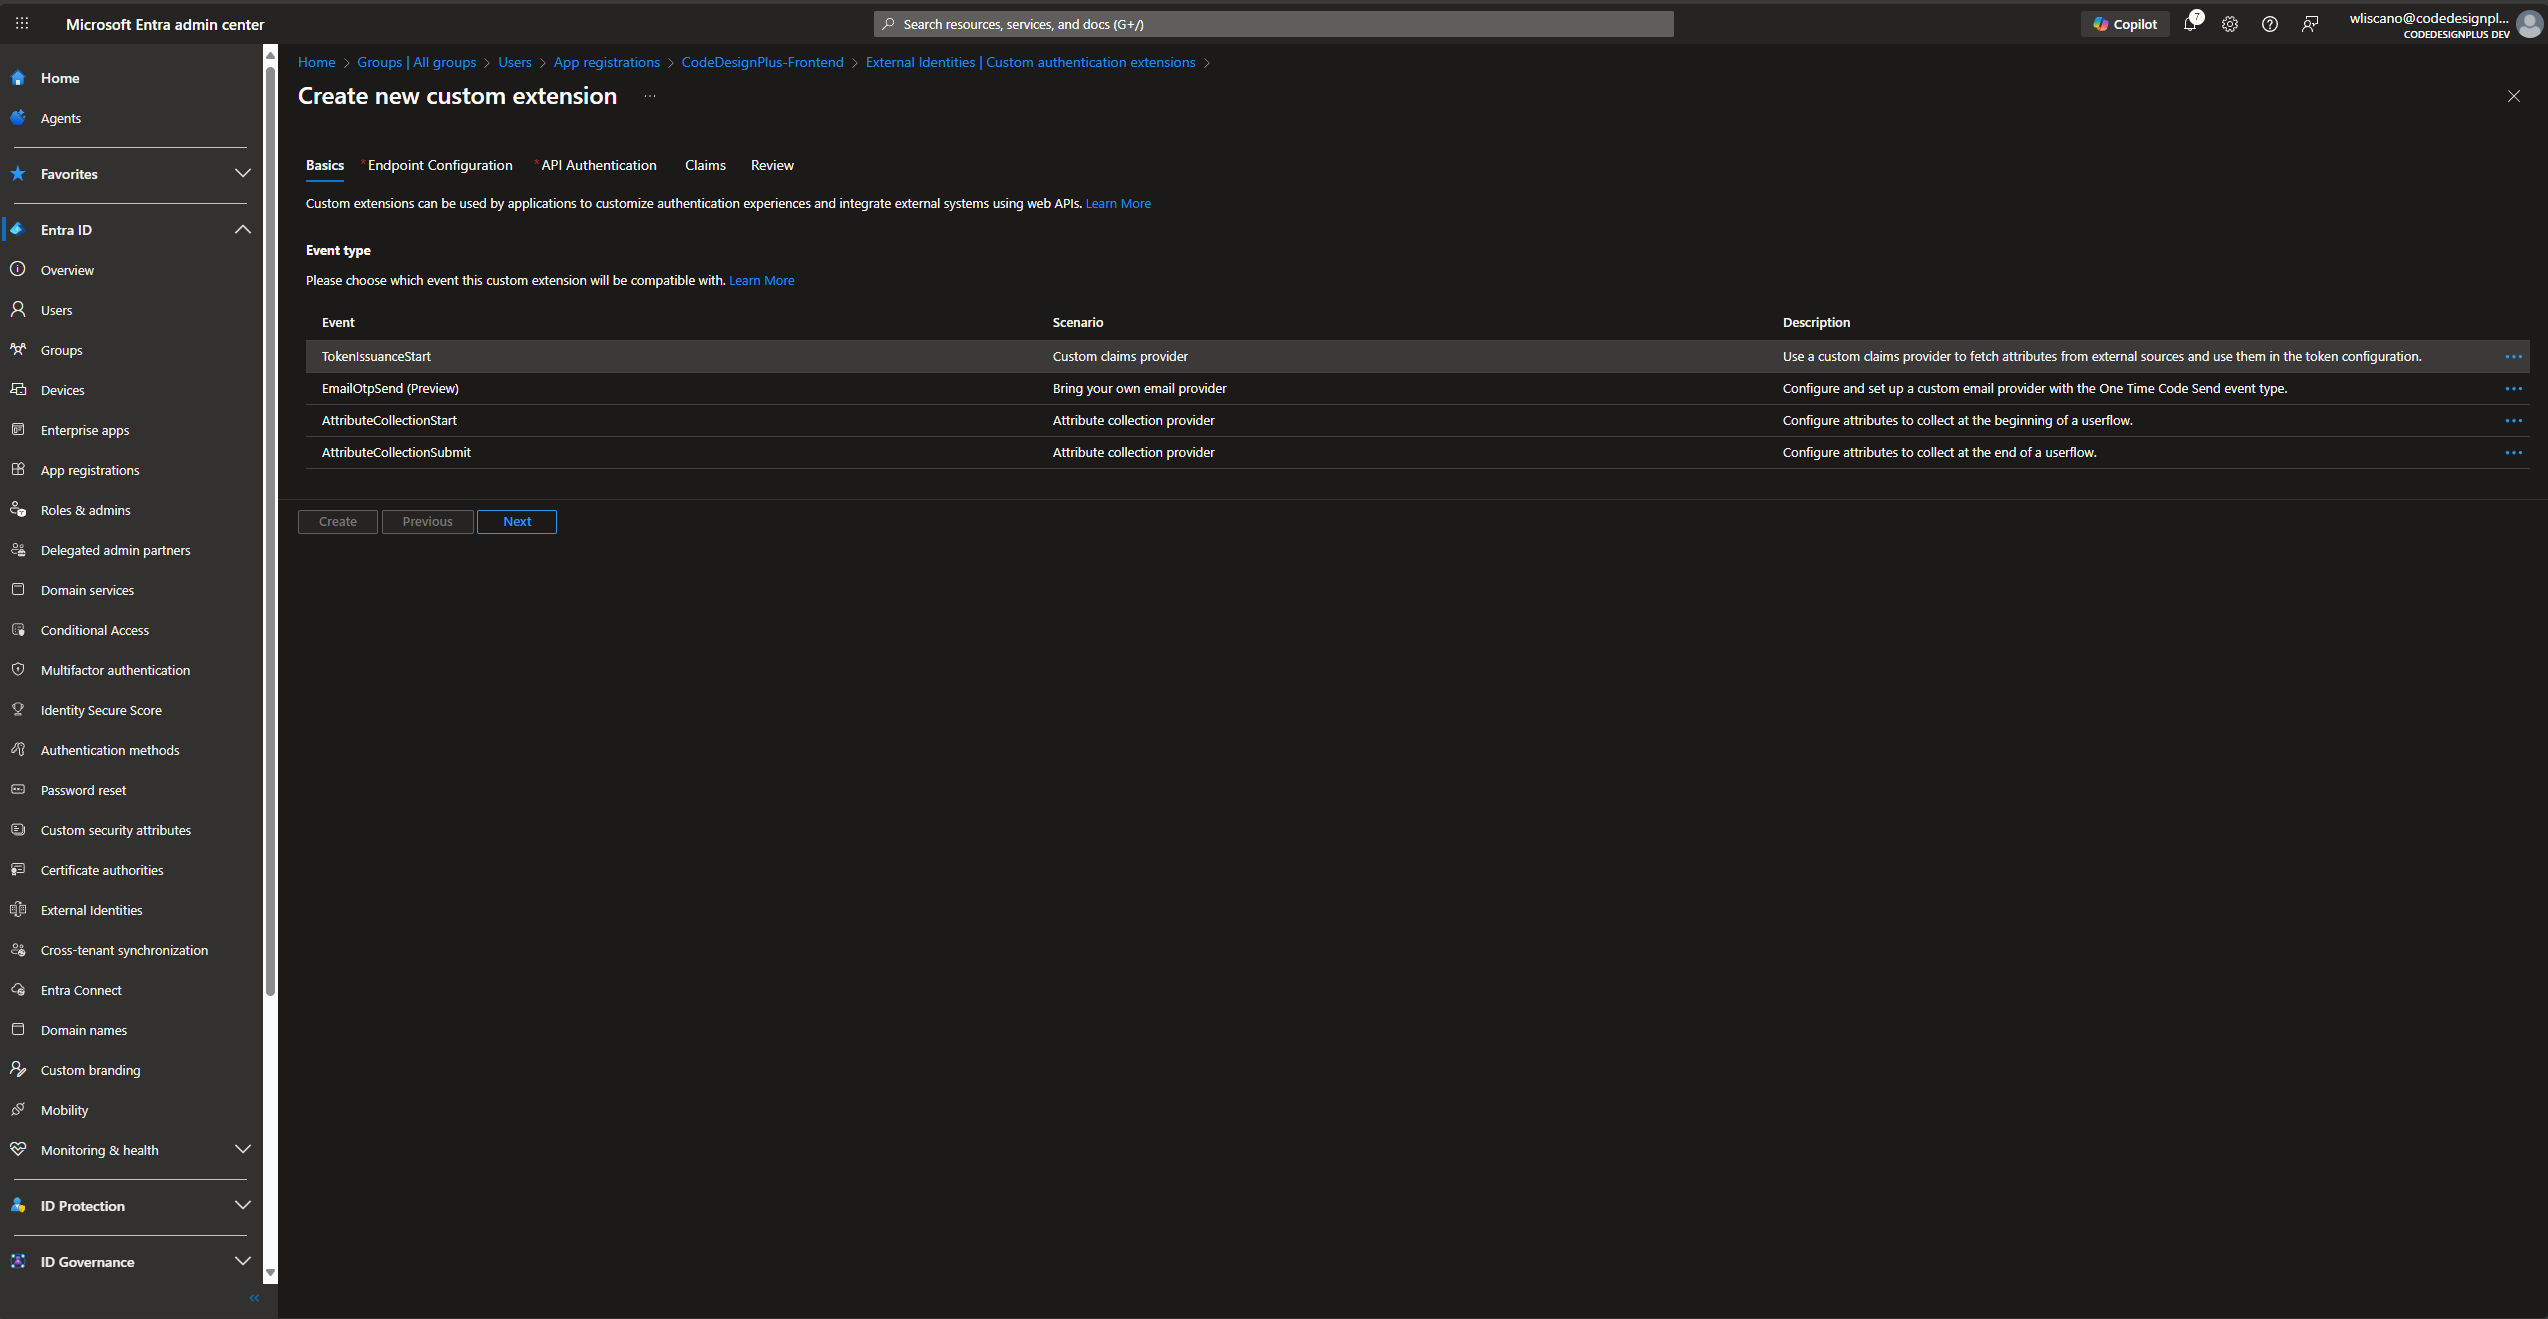 Microsoft Entra admin center
Search resources, services, and docs (G+/)
Copilot
7
wliscano@codedesignpl...
CODEDESIGNPLUS DEV
Home
Agents
Favorites
Entra ID
Overview
Users
Groups
Devices
Enterprise apps
App registrations
Roles & admins
Delegated admin partners
Domain services
Conditional Access
Multifactor authentication
Identity Secure Score
Authentication methods
Password reset
Custom security attributes
Certificate authorities
External Identities
Cross-tenant synchronization
Entra Connect
Domain names
Custom branding
Mobility
Monitoring & health
ID Protection
ID Governance
Home > Groups | All groups > Users > App registrations > CodeDesignPlus-Frontend > External Identities | Custom authentication extensions >
Create new custom extension ...
Basics * Endpoint Configuration * API Authentication Claims Review
Custom extensions can be used by applications to customize authentication experiences and integrate external systems using web APIs. Learn More
Event type
Please choose which event this custom extension will be compatible with. Learn More
Event Scenario Description
TokenIssuanceStart Custom claims provider Use a custom claims provider to fetch attributes from external sources and use them in the token configuration.
EmailOtpSend (Preview) Bring your own email provider Configure and set up a custom email provider with the One Time Code Send event type.
AttributeCollectionStart Attribute collection provider Configure attributes to collect at the beginning of a userflow.
AttributeCollectionSubmit Attribute collection provider Configure attributes to collect at the end of a userflow.
Create Previous Next